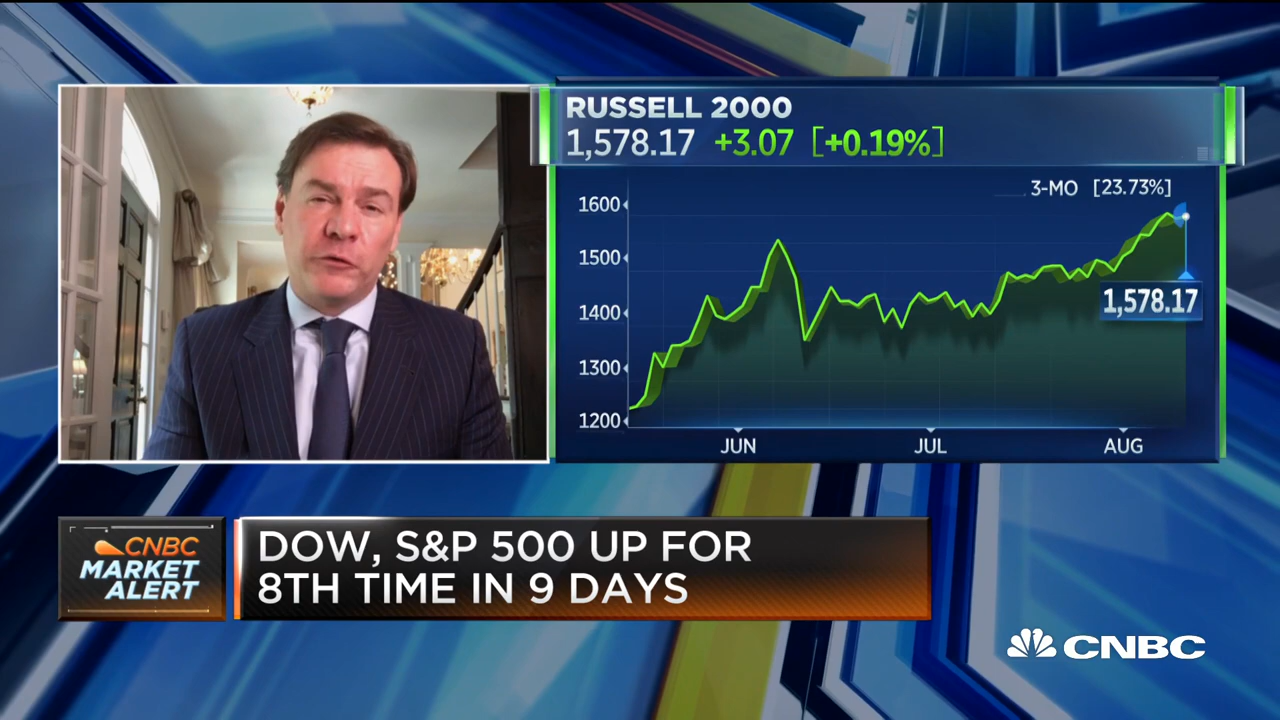 RUSSELL 2000
1,578.17 +3.07 [+0.19%]
3-MO [23.73%]
1600
1500
1400
1300
1200
1,578.17
JUN JUL AUG
CNBC
MARKET
ALERT
DOW, S&P 500 UP FOR
8TH TIME IN 9 DAYS
CNBC